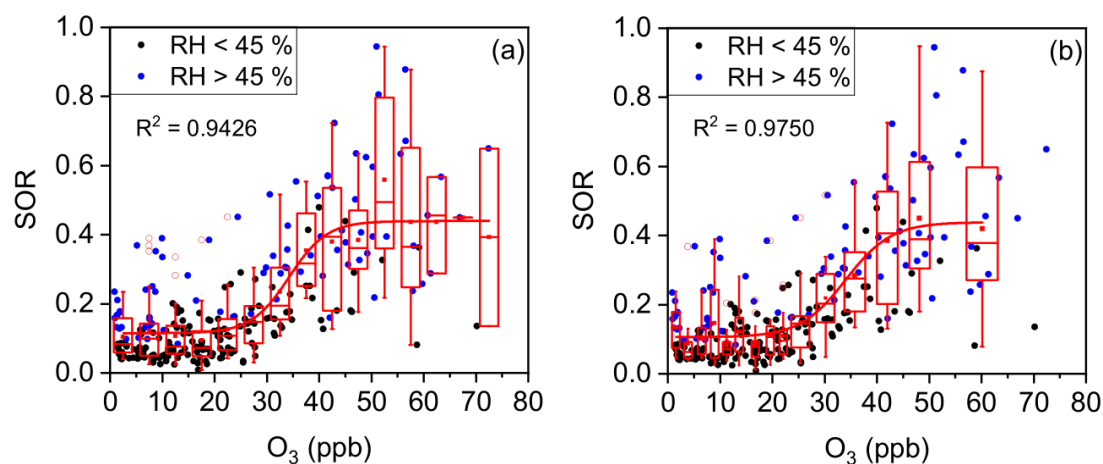 (a)
RH < 45 %
RH > 45 %
R² = 0.9426
SOR
1.0
0.8
0.6
0.4
0.2
0.0
0 10 20 30 40 50 60 70 80
O₃ (ppb)
(b)
RH < 45 %
RH > 45 %
R² = 0.9750
SOR
1.0
0.8
0.6
0.4
0.2
0.0
0 10 20 30 40 50 60 70 80
O₃ (ppb)